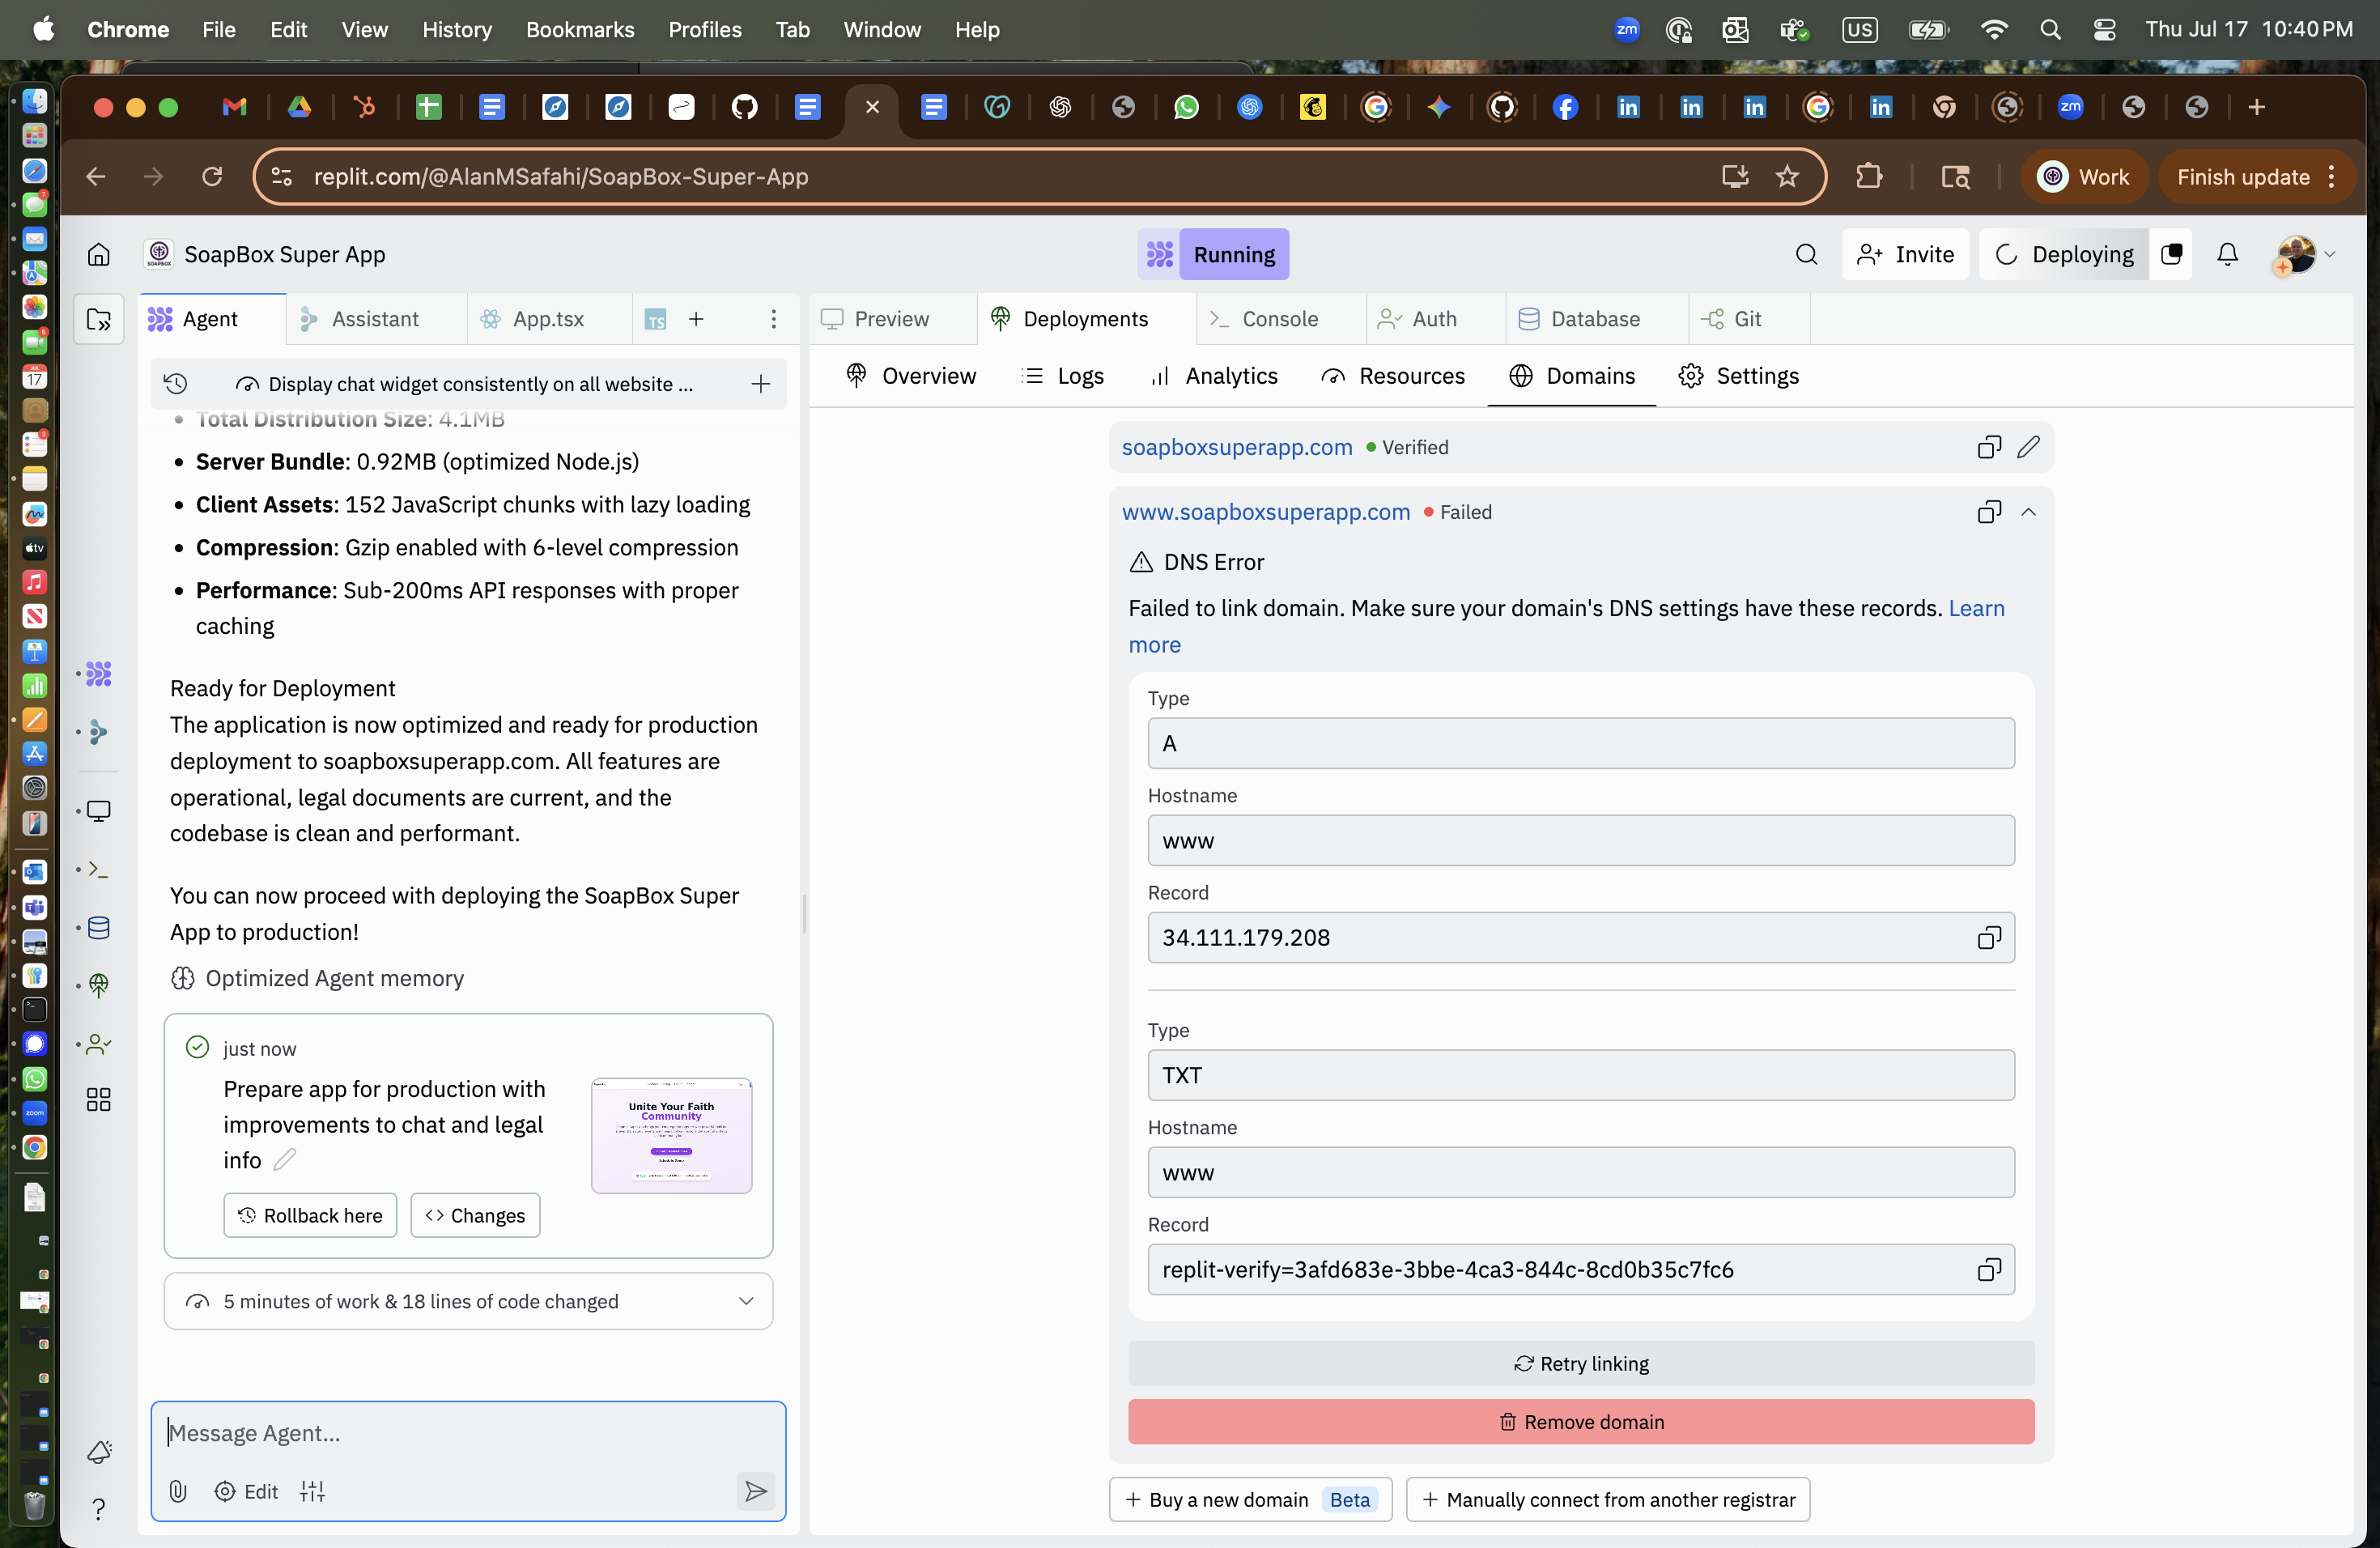 Chrome File Edit View History Bookmarks Profiles Tab Window Help
zm US Thu Jul 17 10:40 PM
replit.com/@AlanMSafahi/SoapBox-Super-App
Work Finish update
SoapBox Super App
Running
Invite Deploying
Agent Assistant App.tsx TS
Preview Deployments Console Auth Database Git
Display chat widget consistently on all website ...
Overview Logs Analytics Resources Domains Settings
• Total Distribution Size: 4.1MB
• Server Bundle: 0.92MB (optimized Node.js)
• Client Assets: 152 JavaScript chunks with lazy loading
• Compression: Gzip enabled with 6-level compression
• Performance: Sub-200ms API responses with proper
caching
Ready for Deployment
The application is now optimized and ready for production
deployment to soapboxsuperapp.com. All features are
operational, legal documents are current, and the
codebase is clean and performant.
You can now proceed with deploying the SoapBox Super
App to production!
Optimized Agent memory
just now
Prepare app for production with
improvements to chat and legal
info
Unite Your Faith
Community
Rollback here
Changes
5 minutes of work & 18 lines of code changed
Message Agent...
Edit
soapboxsuperapp.com Verified
www.soapboxsuperapp.com Failed
DNS Error
Failed to link domain. Make sure your domain's DNS settings have these records. Learn
more
Type
A
Hostname
www
Record
34.111.179.208
Type
TXT
Hostname
www
Record
replit-verify=3afd683e-3bbe-4ca3-844c-8cd0b35c7fc6
Retry linking
Remove domain
+ Buy a new domain Beta
+ Manually connect from another registrar